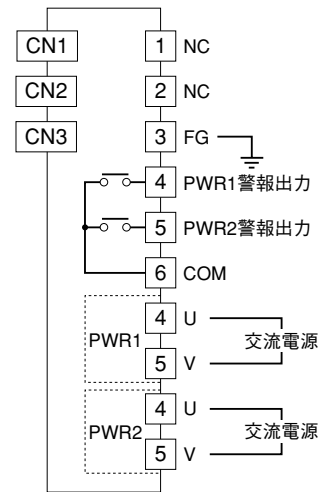 CN1
CN2
CN3
1 NC
2 NC
3 FG
4 PWR1警報出力
5 PWR2警報出力
6 COM
PWR1
4 U
5 V
交流電源
PWR2
4 U
5 V
交流電源